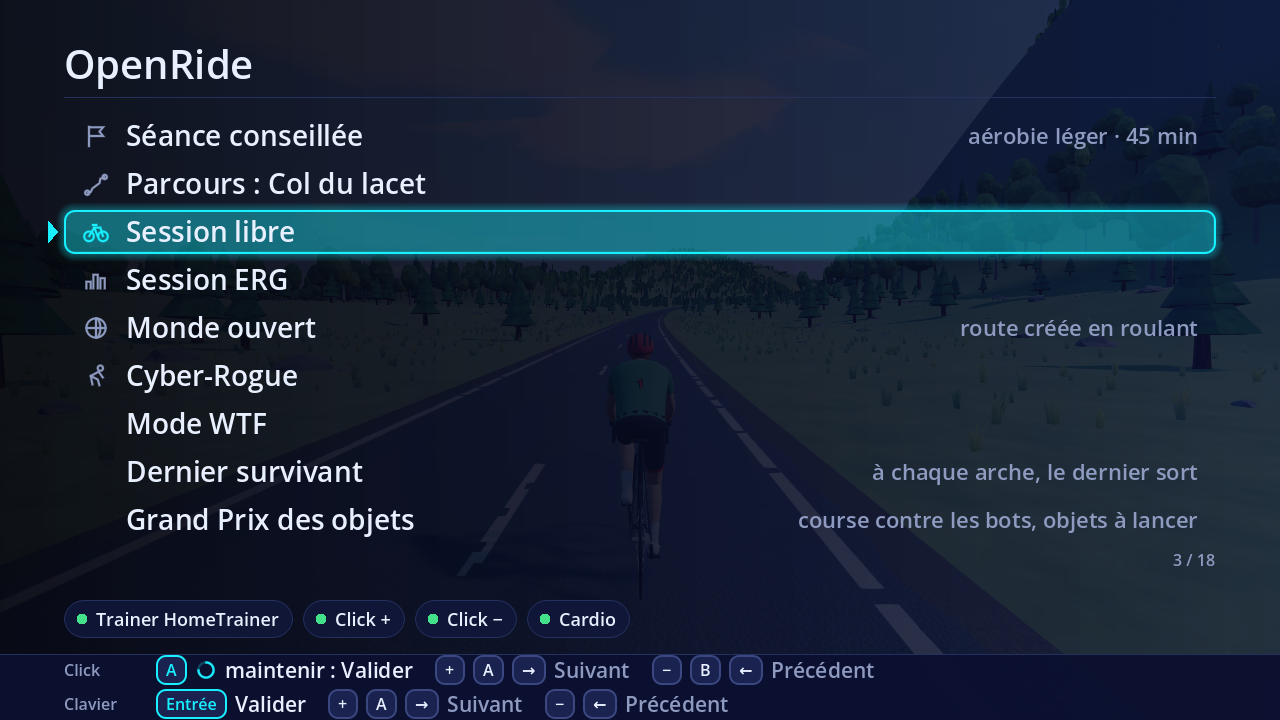 OpenRide
Séance conseillée aérobie léger · 45 min
Parcours : Col du lacet
Session libre
Session ERG
Monde ouvert route créée en roulant
Cyber-Rogue
Mode WTF
Dernier survivant à chaque arche, le dernier sort
Grand Prix des objets course contre les bots, objets à lancer
3 / 18
Trainer HomeTrainer Click + Click − Cardio
Click A maintenir : Valider + A → Suivant − B ← Précédent
Clavier Entrée Valider + A → Suivant − ← Précédent